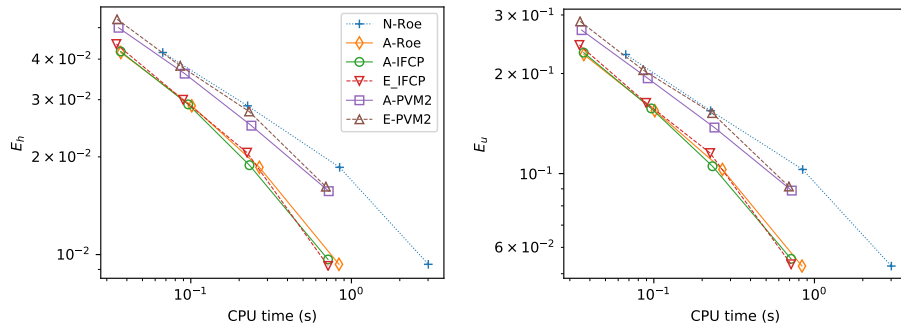 N-Roe
A-Roe
A-IFCP
E_IFCP
A-PVM2
E-PVM2
4 × 10⁻²
3 × 10⁻²
2 × 10⁻²
10⁻²
E_h
10⁻¹
10⁰
CPU time (s)
3 × 10⁻¹
2 × 10⁻¹
10⁻¹
6 × 10⁻²
E_u
10⁻¹
10⁰
CPU time (s)